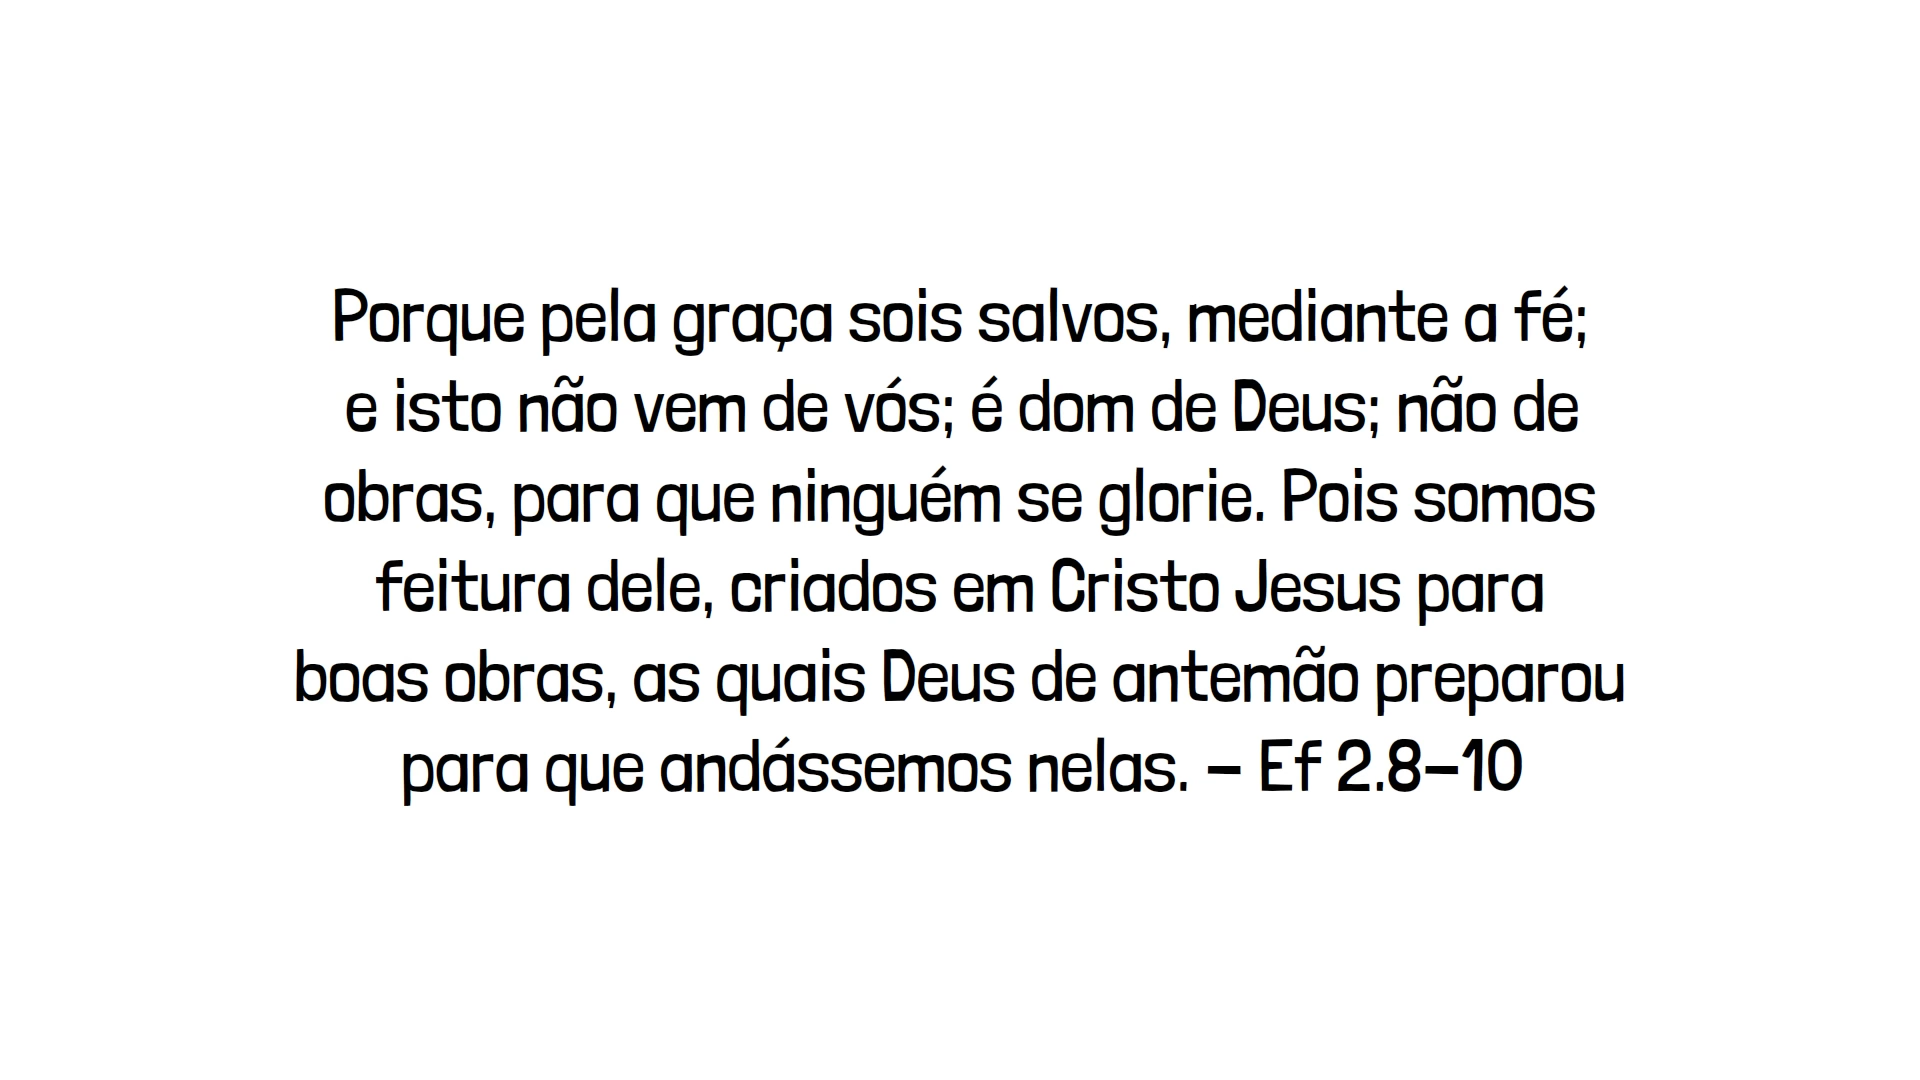 Porque pela graça sois salvos, mediante a fé;
e isto não vem de vós; é dom de Deus; não de
obras, para que ninguém se glorie. Pois somos
feitura dele, criados em Cristo Jesus para
boas obras, as quais Deus de antemão preparou
para que andássemos nelas. – Ef 2.8–10